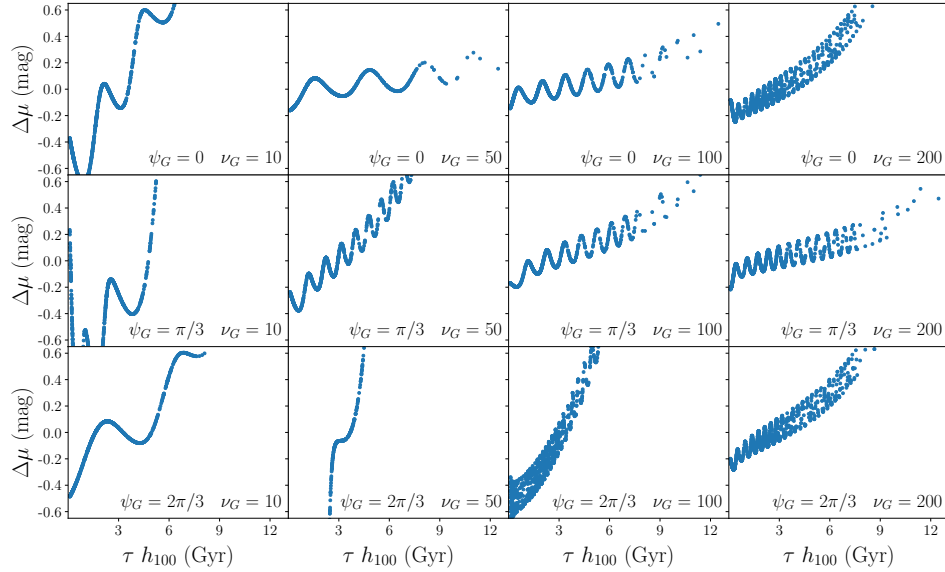 0.6
0.4
0.2
0.0
-0.2
-0.4
-0.6
Δμ (mag)
ψ_G = 0 ν_G = 10
ψ_G = 0 ν_G = 50
ψ_G = 0 ν_G = 100
ψ_G = 0 ν_G = 200
0.6
0.4
0.2
0.0
-0.2
-0.4
-0.6
Δμ (mag)
ψ_G = π/3 ν_G = 10
ψ_G = π/3 ν_G = 50
ψ_G = π/3 ν_G = 100
ψ_G = π/3 ν_G = 200
0.6
0.4
0.2
0.0
-0.2
-0.4
-0.6
Δμ (mag)
ψ_G = 2π/3 ν_G = 10
ψ_G = 2π/3 ν_G = 50
ψ_G = 2π/3 ν_G = 100
ψ_G = 2π/3 ν_G = 200
3 6 9 12
3 6 9 12
3 6 9 12
3 6 9 12
τ h_100 (Gyr)
τ h_100 (Gyr)
τ h_100 (Gyr)
τ h_100 (Gyr)